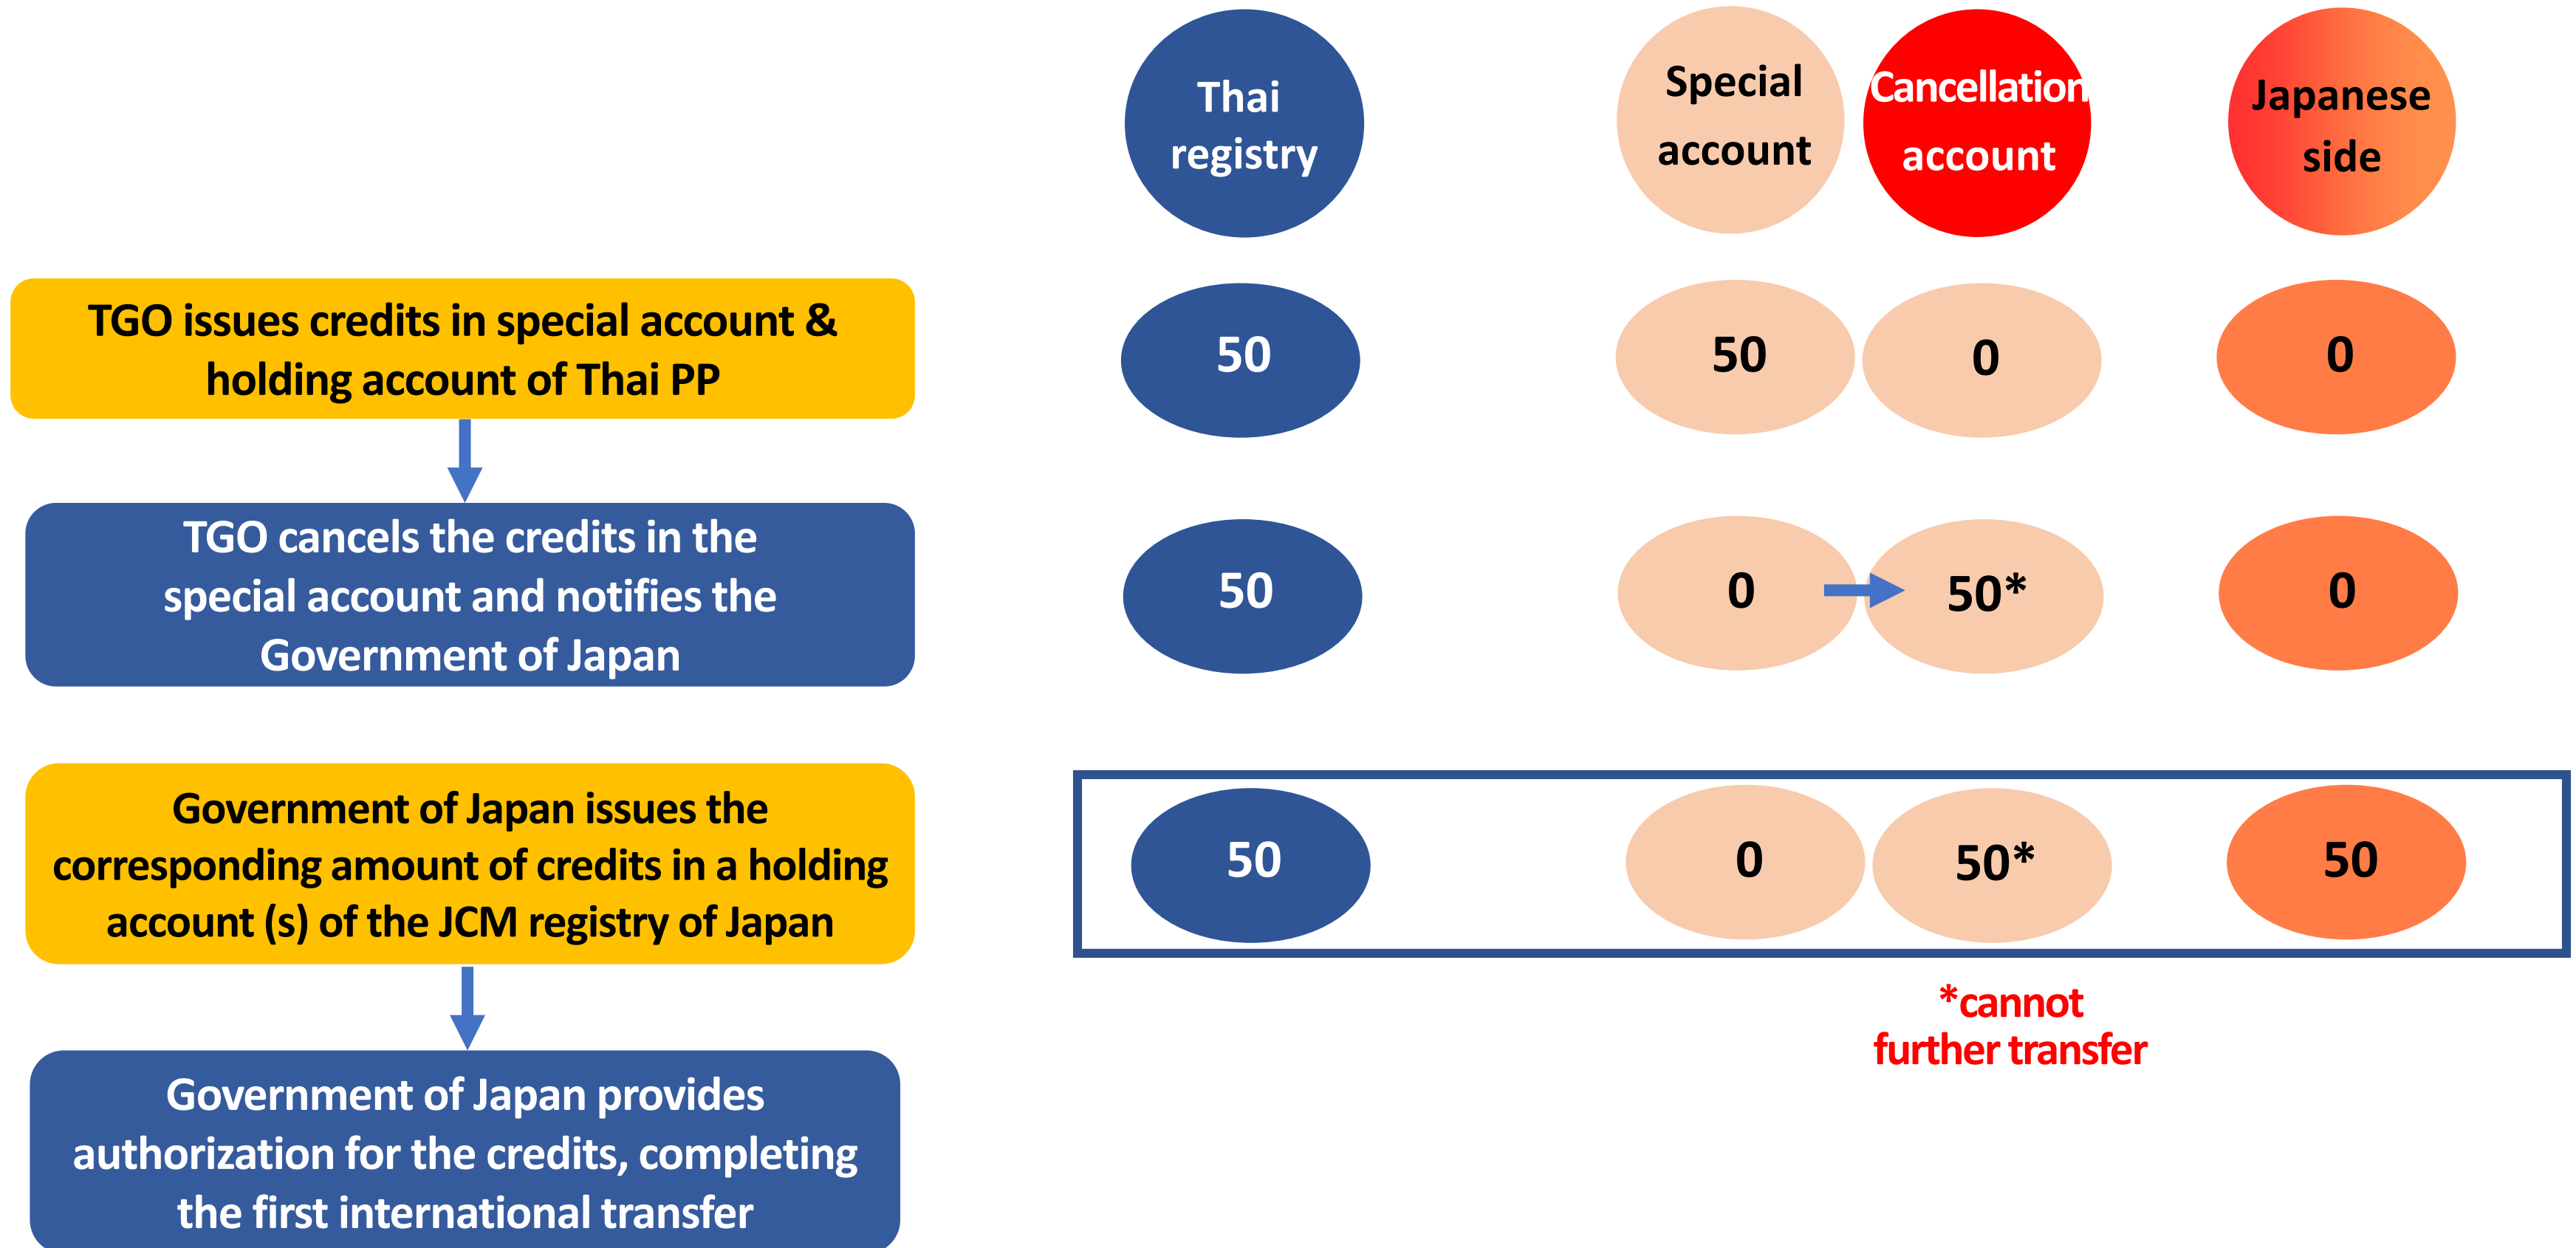 Thai
registry
Special
account
Cancellation
account
Japanese
side
TGO issues credits in special account &
holding account of Thai PP
50
50
0
0
TGO cancels the credits in the
special account and notifies the
Government of Japan
50
0
50*
0
Government of Japan issues the
corresponding amount of credits in a holding
account (s) of the JCM registry of Japan
50
0
50*
50
*cannot
further transfer
Government of Japan provides
authorization for the credits, completing
the first international transfer